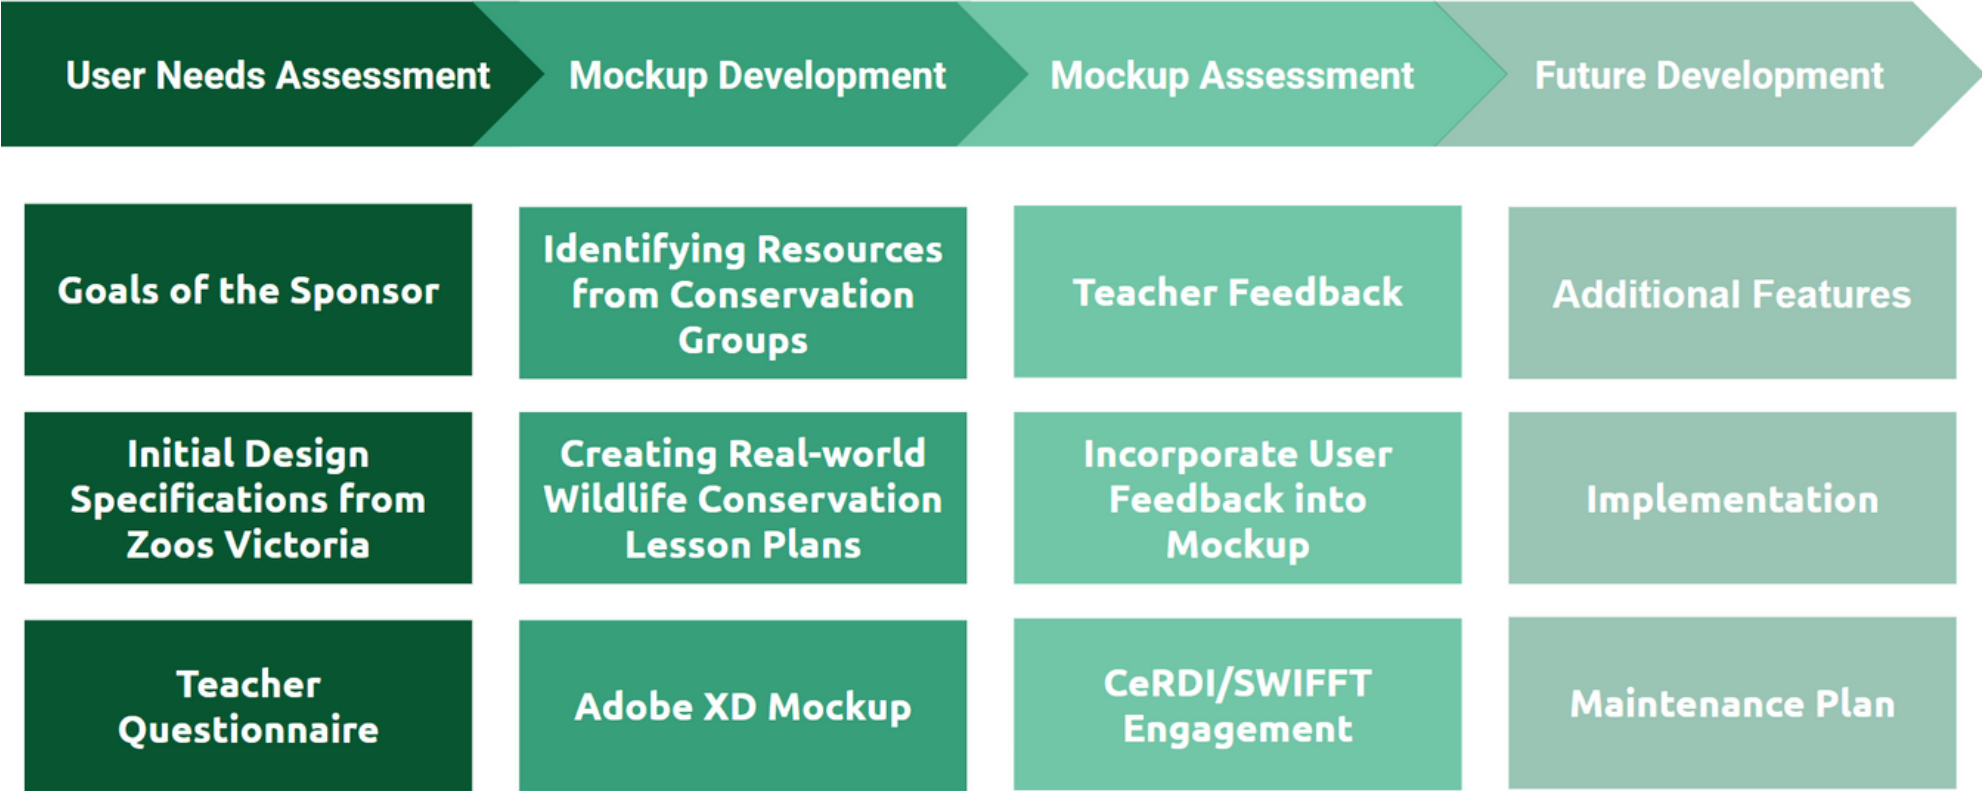 User Needs Assessment
Mockup Development
Mockup Assessment
Future Development
Goals of the Sponsor
Initial Design
Specifications from
Zoos Victoria
Teacher
Questionnaire
Identifying Resources
from Conservation
Groups
Creating Real-world
Wildlife Conservation
Lesson Plans
Adobe XD Mockup
Teacher Feedback
Incorporate User
Feedback into
Mockup
CeRDI/SWIFFT
Engagement
Additional Features
Implementation
Maintenance Plan